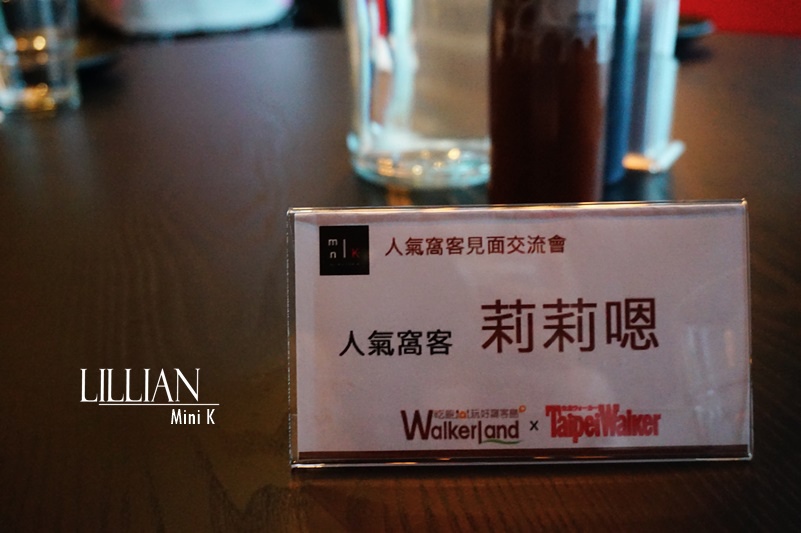 mini K
人氣窩客見面交流會
人氣窩客 莉莉嗯
WalkerLand x TaipeiWalker
LILLIAN
Mini K